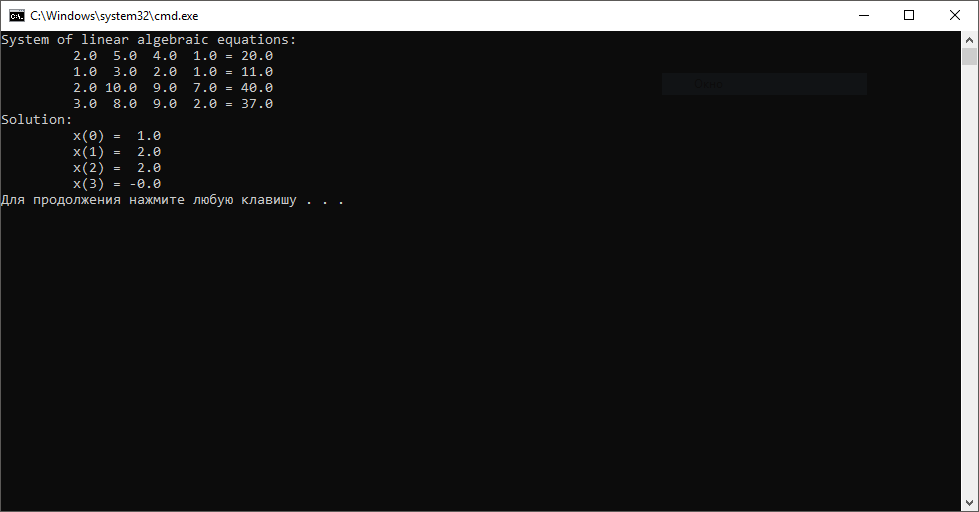 C:\Windows\system32\cmd.exe
System of linear algebraic equations:
2.0 5.0 4.0 1.0 = 20.0
1.0 3.0 2.0 1.0 = 11.0
2.0 10.0 9.0 7.0 = 40.0
3.0 8.0 9.0 2.0 = 37.0
Solution:
x(0) = 1.0
x(1) = 2.0
x(2) = 2.0
x(3) = -0.0
Для продолжения нажмите любую клавишу . . .